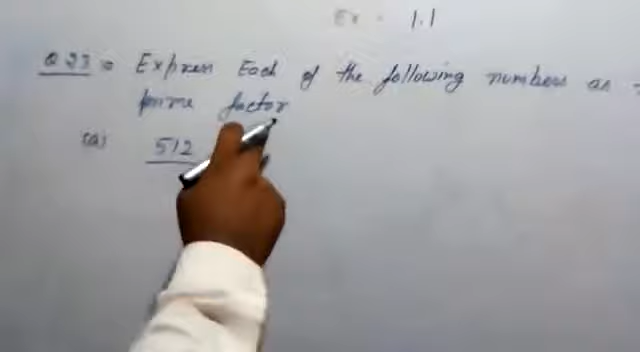 Ex - 1.1
Q 23 Express Each of the following numbers as
prime factor
(a) 512